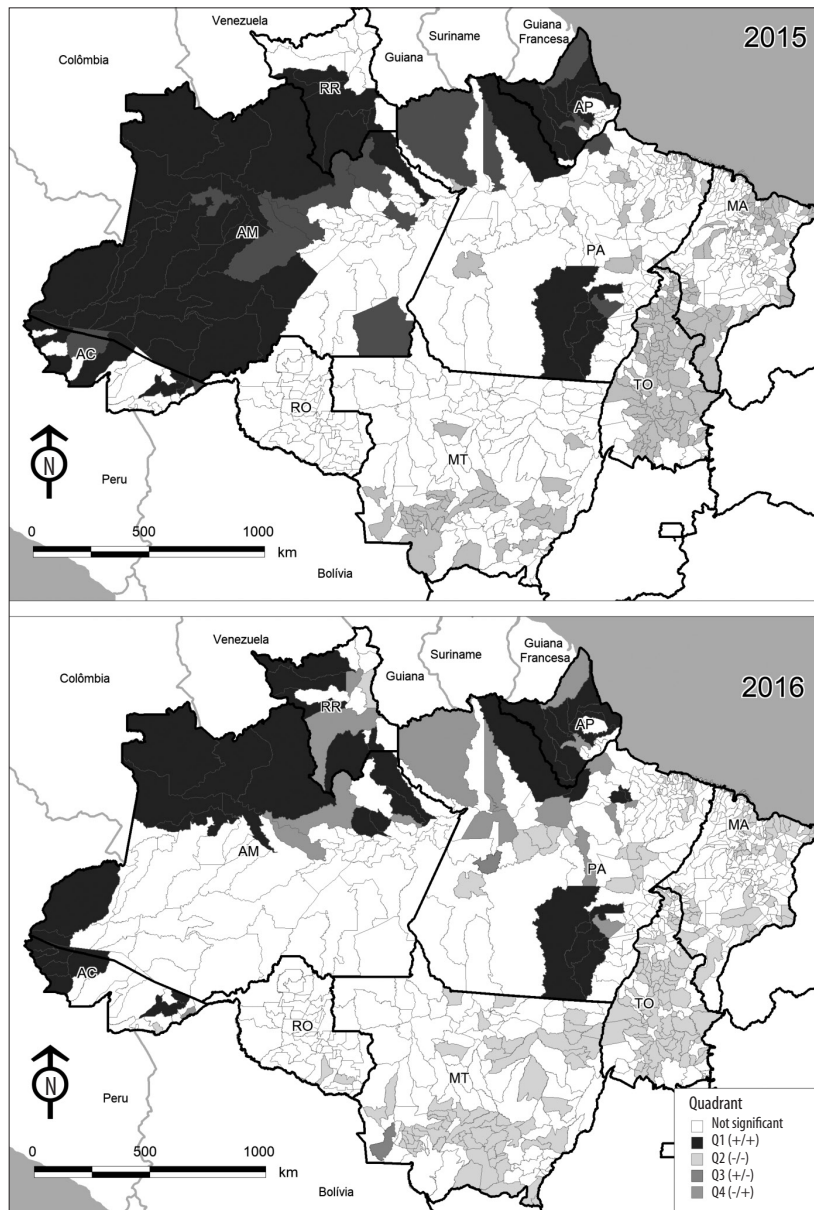 Venezuela
Colômbia
Guiana
Suriname
Guiana
Francesa
2015
RR
AP
AM
MA
PA
AC
TO
RO
MT
N
Peru
0 500 1000
km
Bolívia
Venezuela
Colômbia
Guiana
Suriname
Guiana
Francesa
2016
RR
AP
MA
AM
PA
AC
TO
RO
MT
N
Peru
0 500 1000
km
Bolívia
Quadrant
Not significant
Q1 (+/+)
Q2 (-/-)
Q3 (+/-)
Q4 (-/+)